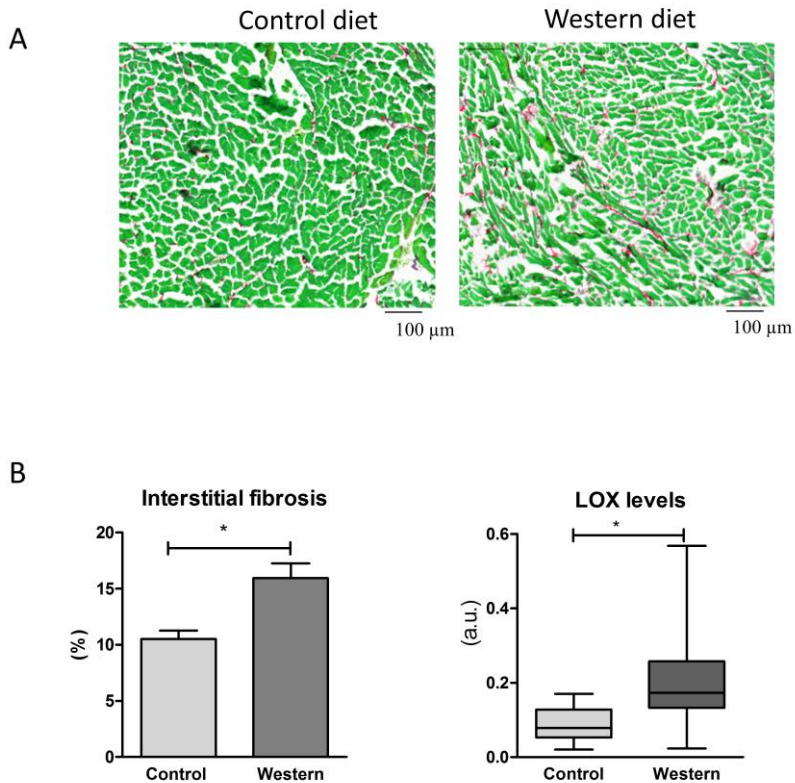 A
Control diet
Western diet
100 µm
100 µm
B
Interstitial fibrosis
*
20
15
10
5
0
(%)
Control
Western
LOX levels
*
0.6
0.4
0.2
0.0
(a.u.)
Control
Western